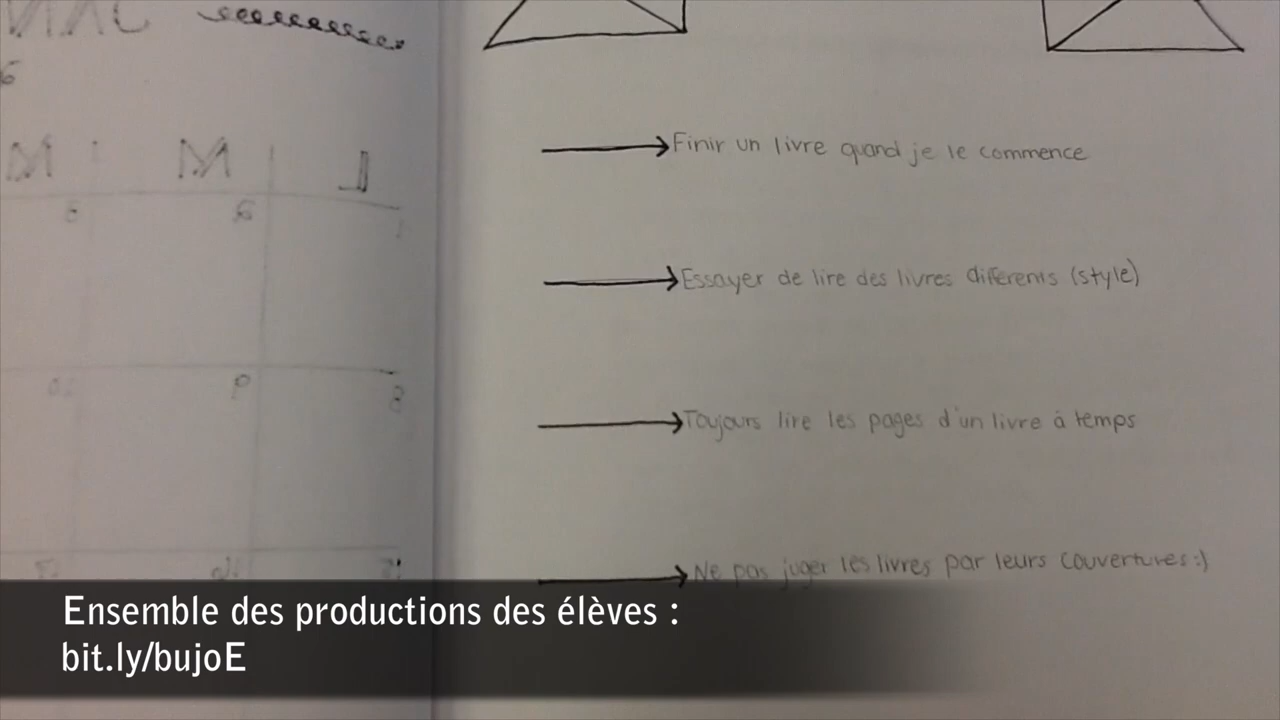 Finir un livre quand je le commence
Essayer de lire des livres différents (style)
Toujours lire les pages d'un livre à temps
Ne pas juger les livres par leurs couvertures:)
Ensemble des productions des élèves :
bit.ly/bujoE